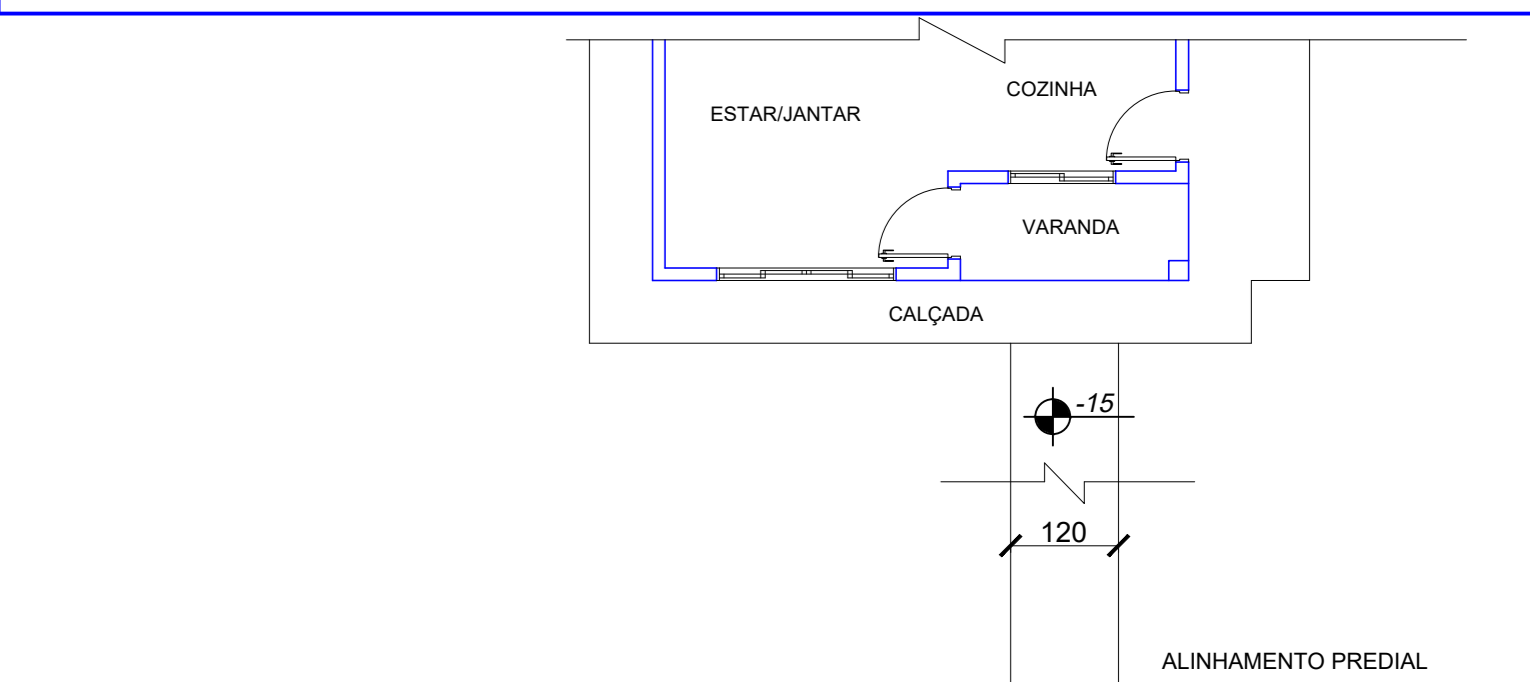 COZINHA
ESTAR/JANTAR
VARANDA
CALÇADA
-15
120
ALINHAMENTO PREDIAL